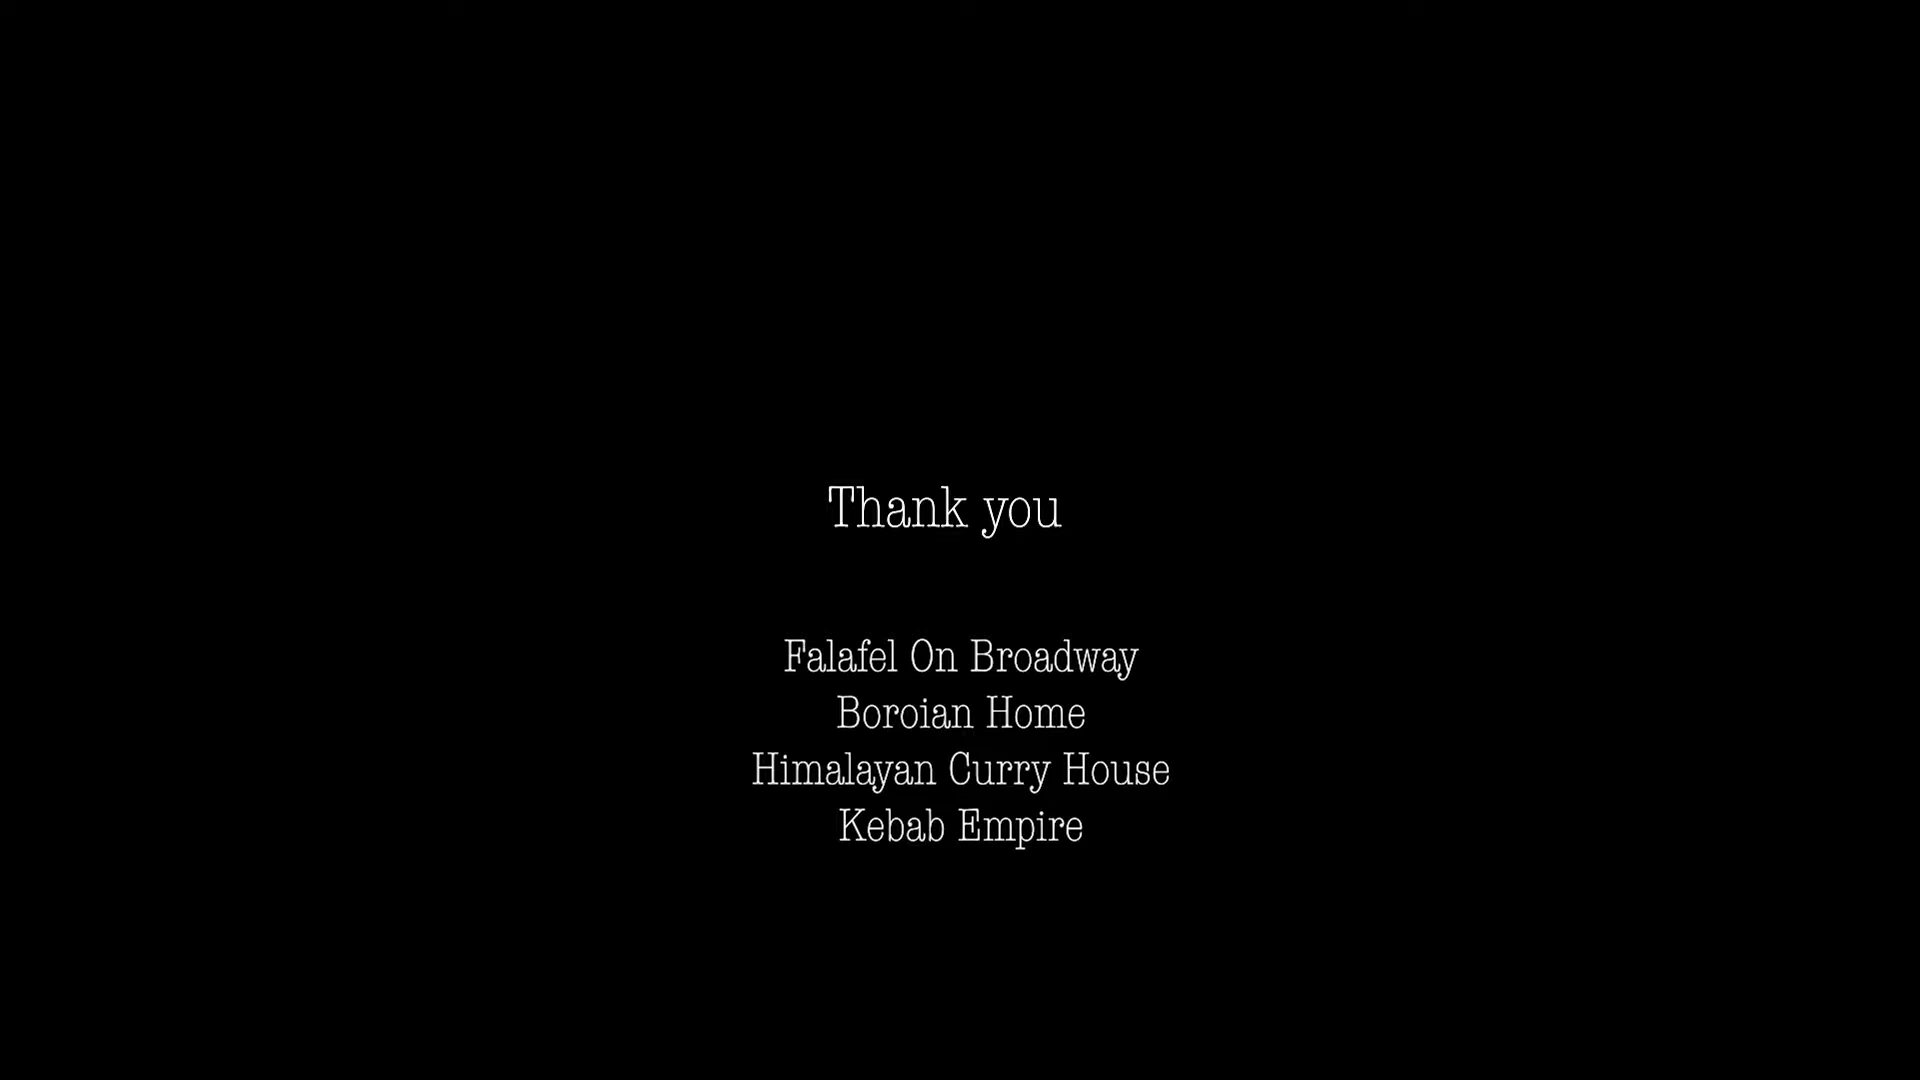 Thank you
Falafel On Broadway
Boroian Home
Himalayan Curry House
Kebab Empire